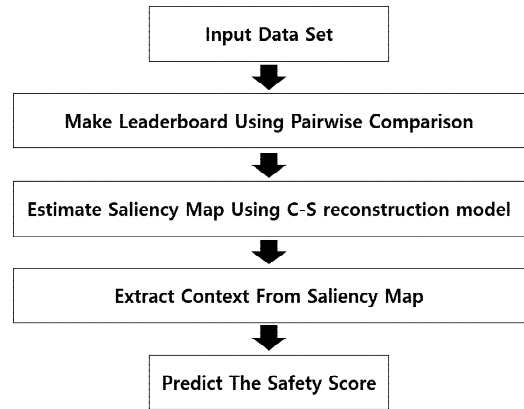 Input Data Set
Make Leaderboard Using Pairwise Comparison
Estimate Saliency Map Using C-S reconstruction model
Extract Context From Saliency Map
Predict The Safety Score